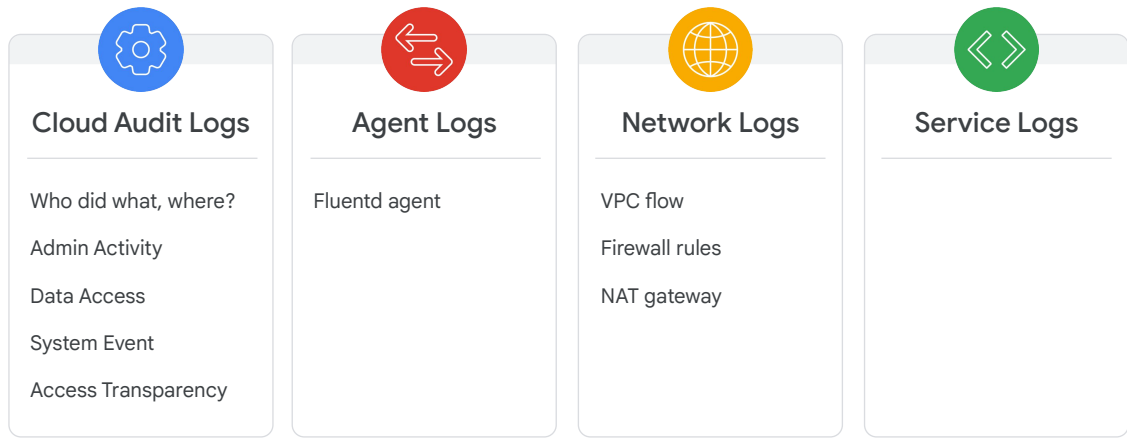 Cloud Audit Logs
Who did what, where?
Admin Activity
Data Access
System Event
Access Transparency
Agent Logs
Fluentd agent
Network Logs
VPC flow
Firewall rules
NAT gateway
Service Logs